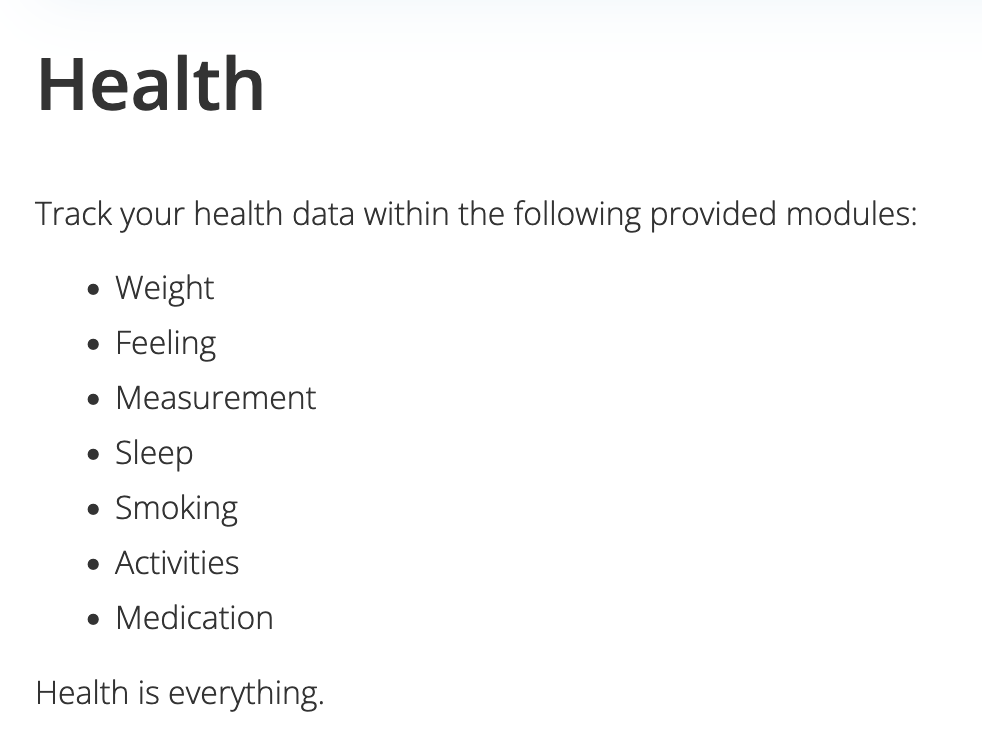 Health
Track your health data within the following provided modules:
• Weight
• Feeling
• Measurement
• Sleep
• Smoking
• Activities
• Medication
Health is everything.